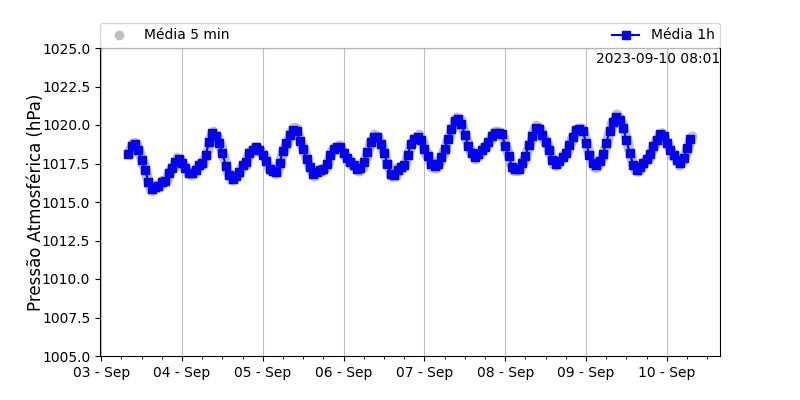 Média 5 min
Média 1h
2023-09-10 08:01
Pressão Atmosférica (hPa)
1025.0
1022.5
1020.0
1017.5
1015.0
1012.5
1010.0
1007.5
1005.0
03 - Sep
04 - Sep
05 - Sep
06 - Sep
07 - Sep
08 - Sep
09 - Sep
10 - Sep